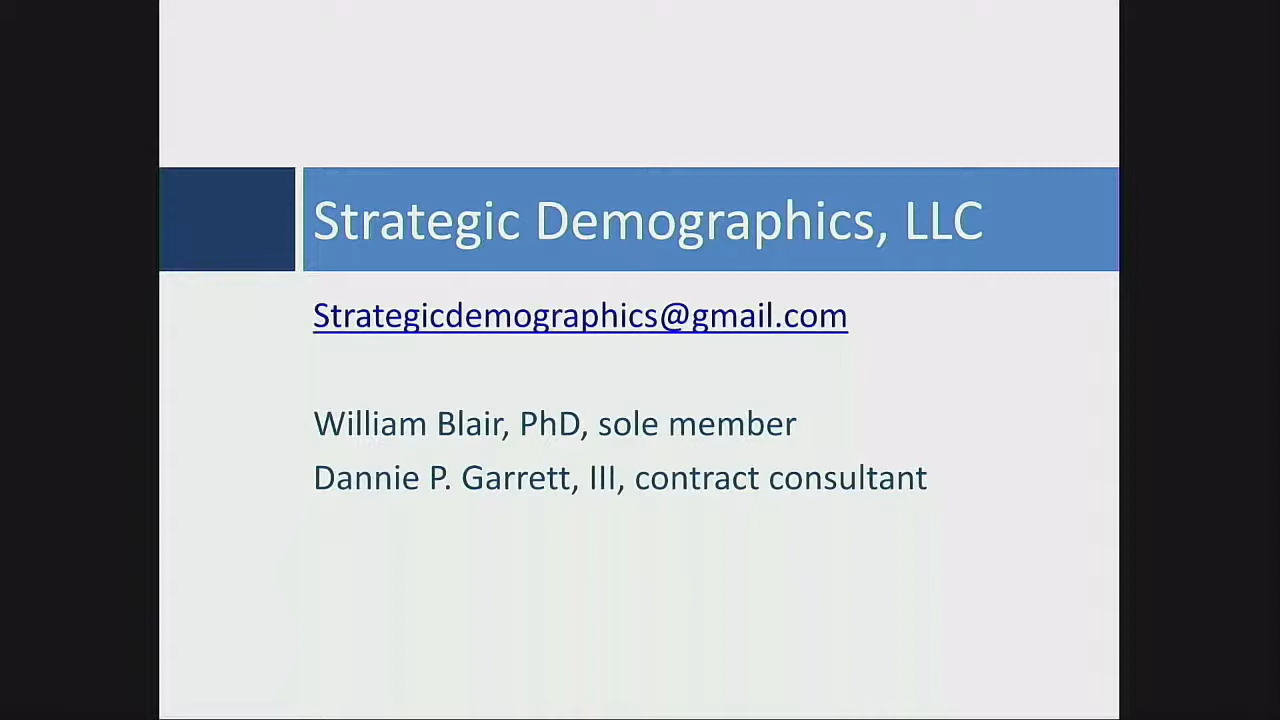 Strategic Demographics, LLC
Strategicdemographics@gmail.com
William Blair, PhD, sole member
Dannie P. Garrett, III, contract consultant